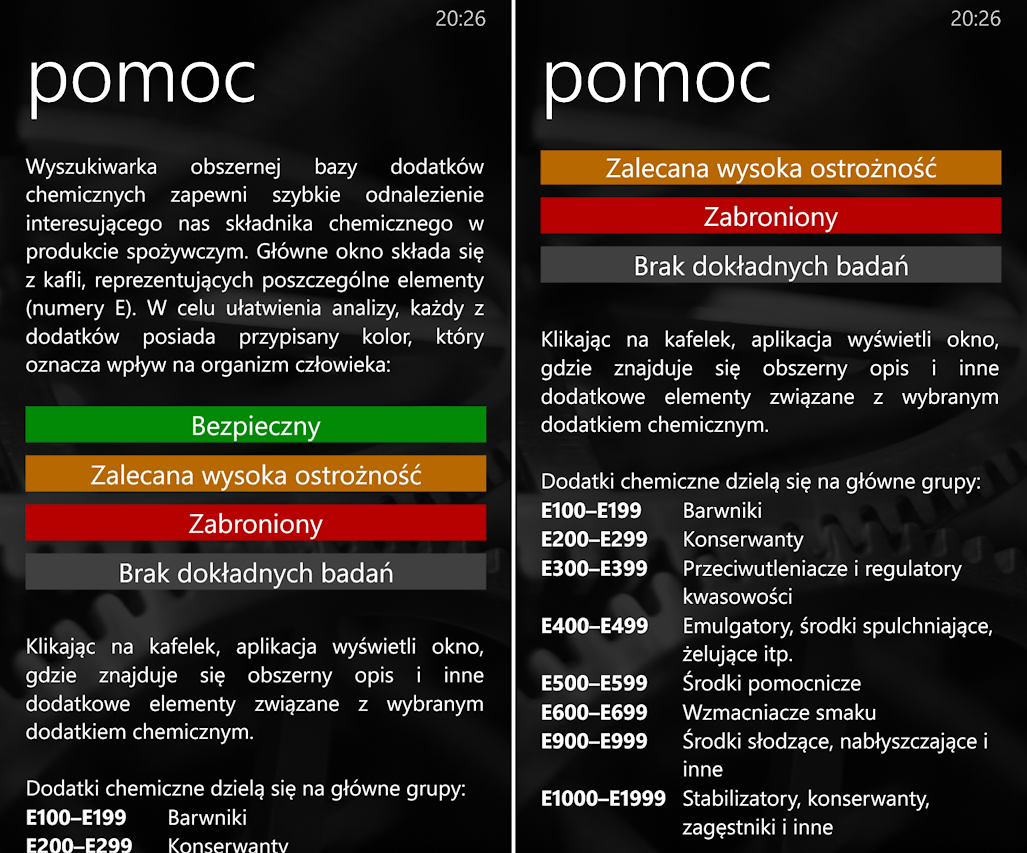 20:26
pomoc
Wyszukiwarka obszernej bazy dodatków
chemicznych zapewni szybkie odnalezienie
interesującego nas składnika chemicznego w
produkcie spożywczym. Główne okno składa się
z kafli, reprezentujących poszczególne elementy
(numery E). W celu ułatwienia analizy, każdy z
dodatków posiada przypisany kolor, który
oznacza wpływ na organizm człowieka:
Bezpieczny
Zalecana wysoka ostrożność
Zabroniony
Brak dokładnych badań
Klikając na kafelek, aplikacja wyświetli okno,
gdzie znajduje się obszerny opis i inne
dodatkowe elementy związane z wybranym
dodatkiem chemicznym.
Dodatki chemiczne dzielą się na główne grupy:
E100–E199 Barwniki
E200–E299 Konserwanty
20:26
pomoc
Zalecana wysoka ostrożność
Zabroniony
Brak dokładnych badań
Klikając na kafelek, aplikacja wyświetli okno,
gdzie znajduje się obszerny opis i inne
dodatkowe elementy związane z wybranym
dodatkiem chemicznym.
Dodatki chemiczne dzielą się na główne grupy:
E100–E199 Barwniki
E200–E299 Konserwanty
E300–E399 Przeciwutleniacze i regulatory
kwasowości
E400–E499 Emulgatory, środki spulchniające,
żelujące itp.
E500–E599 Środki pomocnicze
E600–E699 Wzmacniacze smaku
E900–E999 Środki słodzące, nabłyszczające i
inne
E1000–E1999 Stabilizatory, konserwanty,
zagęstniki i inne